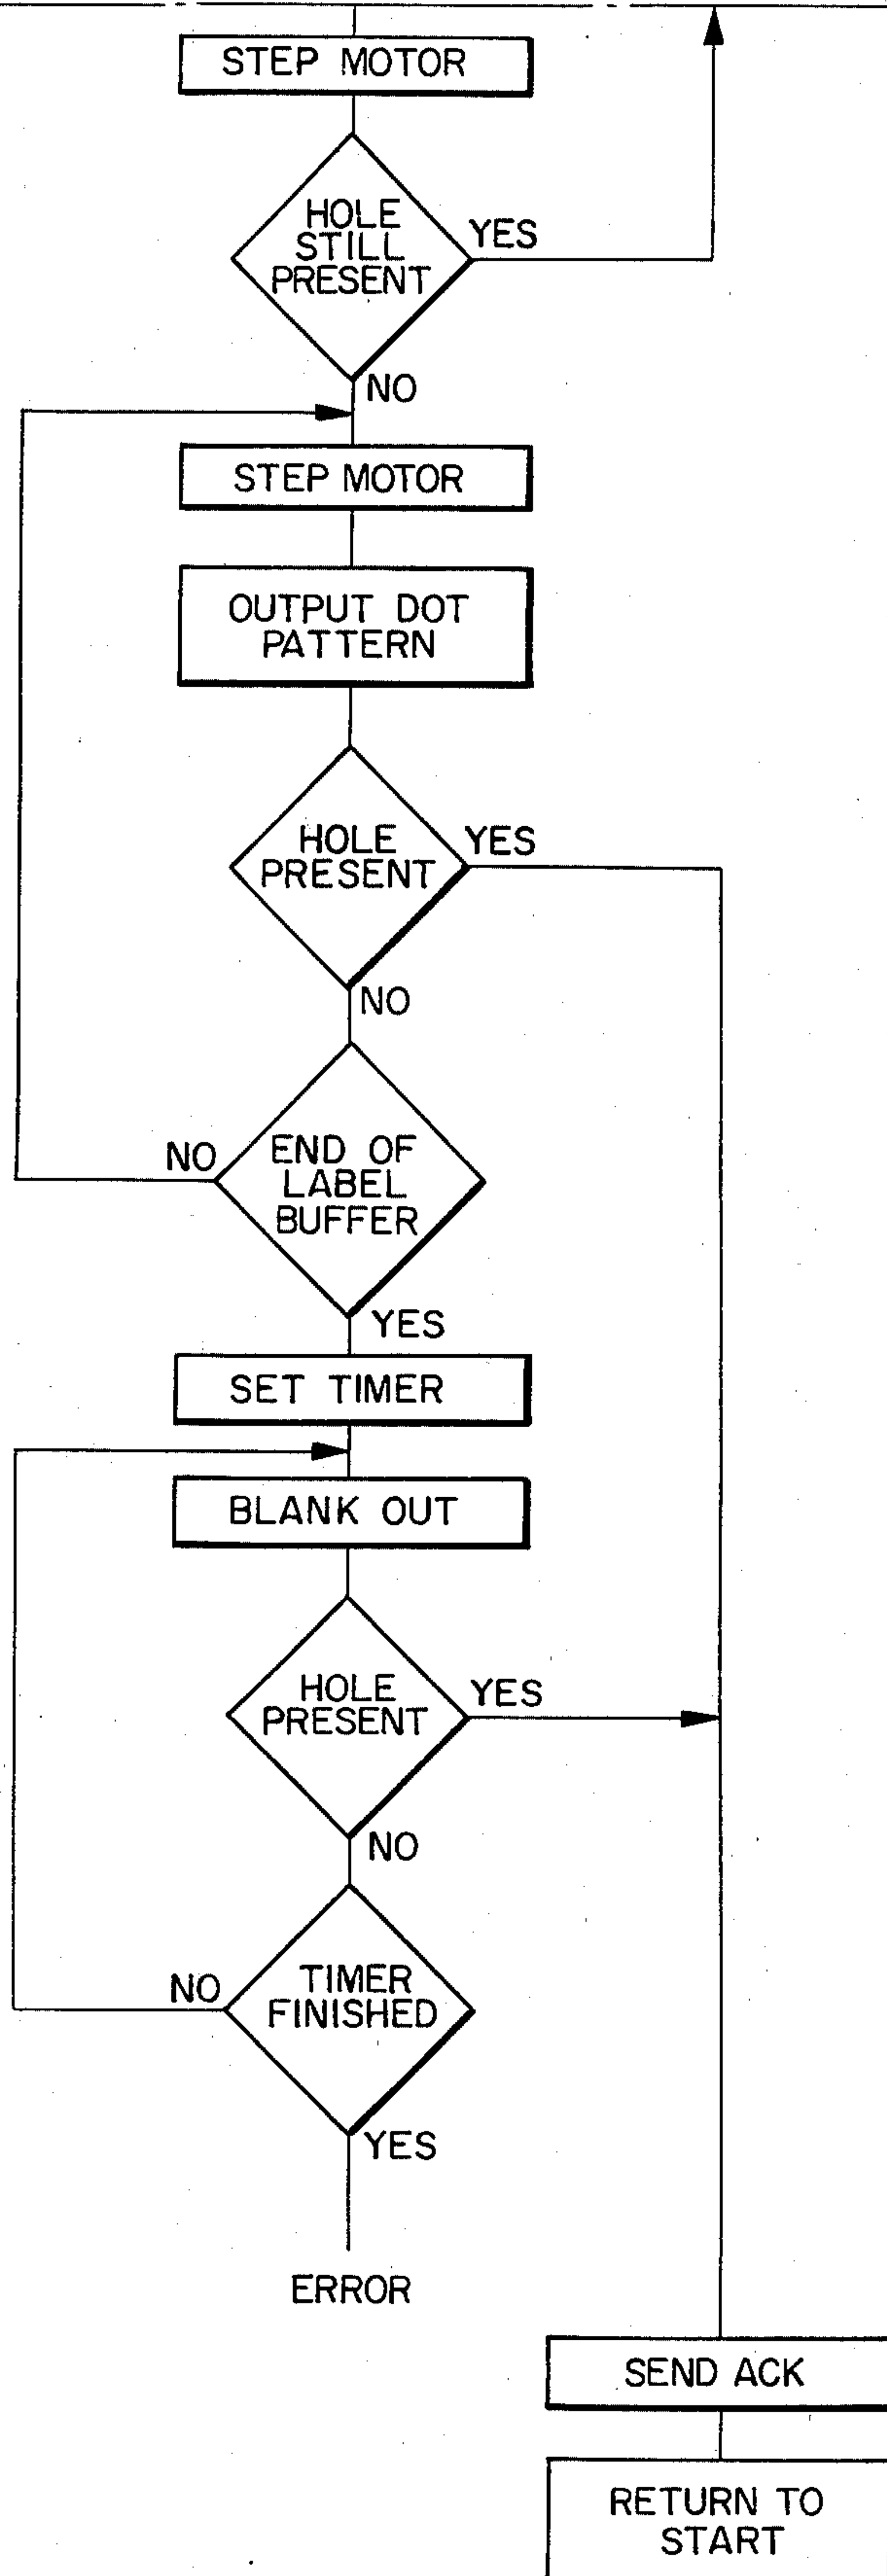 STEP MOTOR
HOLE
STILL
PRESENT
YES
NO
STEP MOTOR
OUTPUT DOT
PATTERN
HOLE
PRESENT
YES
NO
END OF
LABEL
BUFFER
NO
YES
SET TIMER
BLANK OUT
HOLE
PRESENT
YES
NO
TIMER
FINISHED
NO
YES
ERROR
SEND ACK
RETURN TO
START